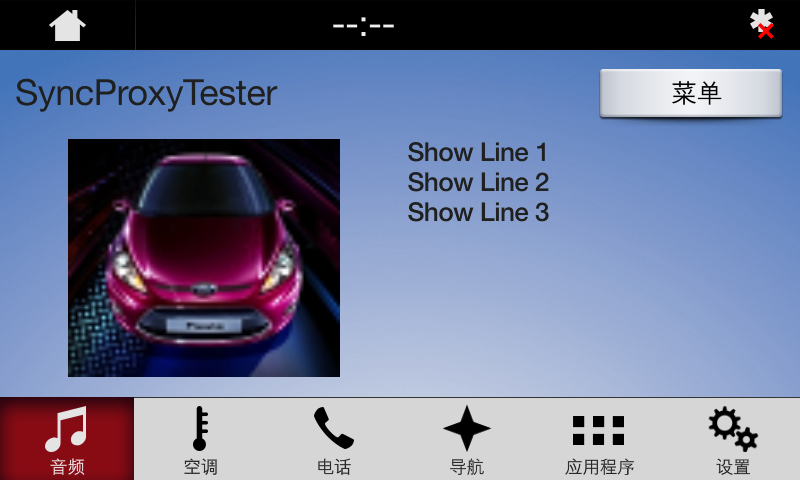 --:--
SyncProxyTester
菜单
Show Line 1
Show Line 2
Show Line 3
音频
空调
电话
导航
应用程序
设置